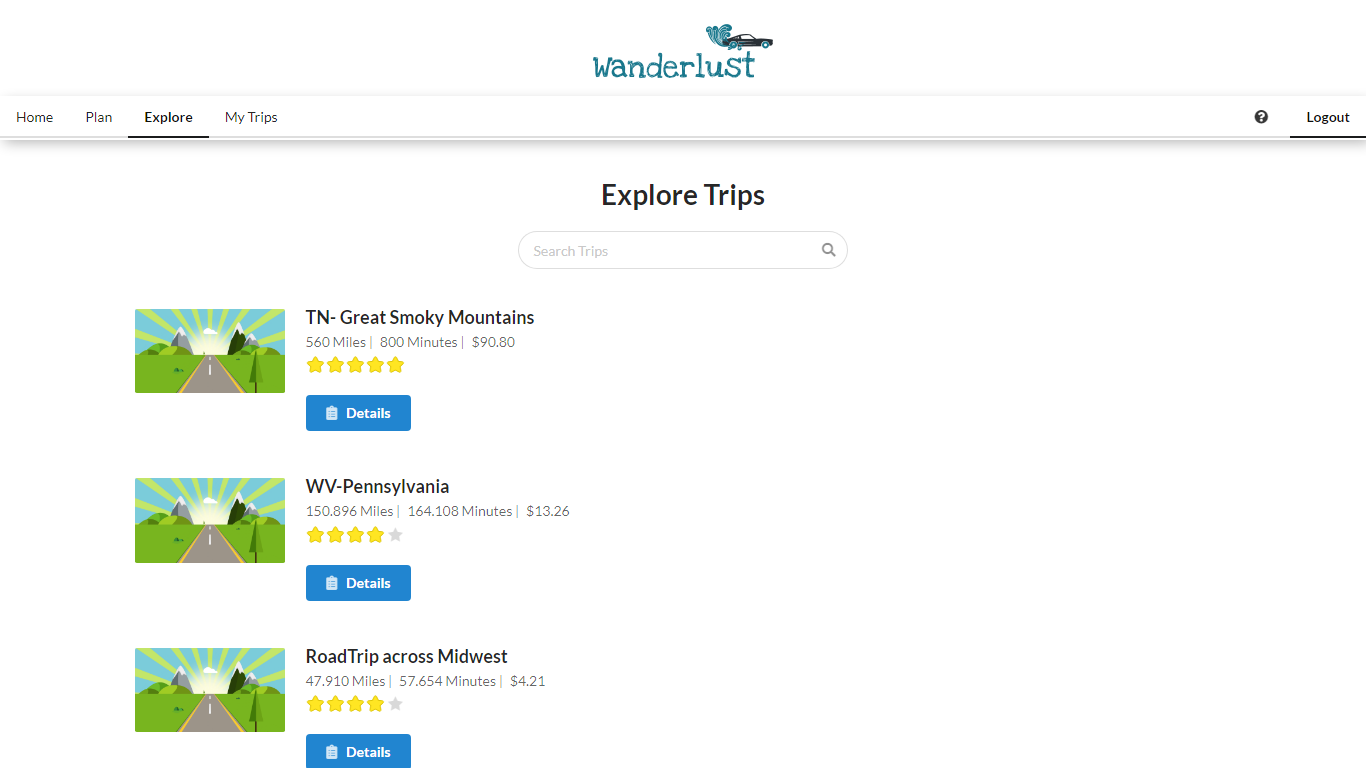 wanderlust
Home Plan Explore My Trips Logout
Explore Trips
Search Trips
TN- Great Smoky Mountains
560 Miles | 800 Minutes | $90.80
Details
WV-Pennsylvania
150.896 Miles | 164.108 Minutes | $13.26
Details
RoadTrip across Midwest
47.910 Miles | 57.654 Minutes | $4.21
Details